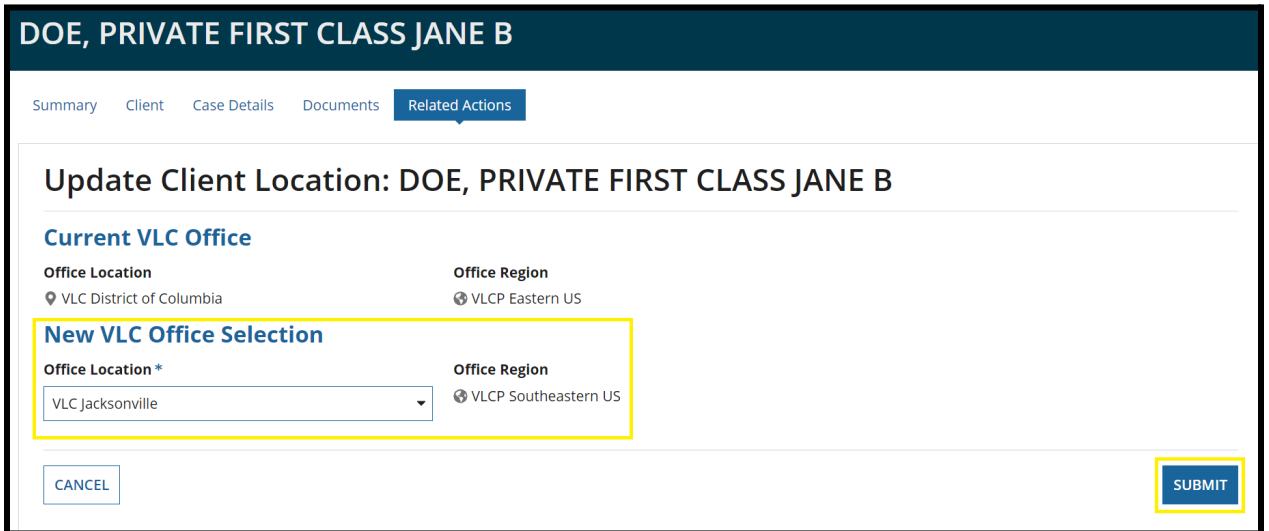 DOE, PRIVATE FIRST CLASS JANE B
Summary Client Case Details Documents Related Actions
Update Client Location: DOE, PRIVATE FIRST CLASS JANE B
Current VLC Office
Office Location Office Region
VLC District of Columbia VLCP Eastern US
New VLC Office Selection
Office Location * Office Region
VLC Jacksonville VLCP Southeastern US
CANCEL SUBMIT